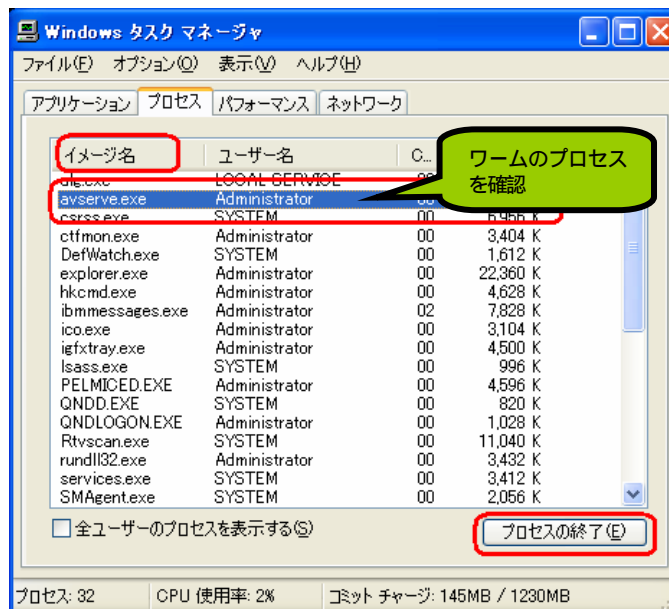 Windows タスク マネージャ
ファイル(F) オプション(O) 表示(V) ヘルプ(H)
アプリケーション プロセス パフォーマンス ネットワーク
イメージ名 ユーザー名 C...
ワームのプロセス
を確認
alg.exe LOCAL SERVICE
avserve.exe Administrator
csrss.exe SYSTEM 00 6,956 K
ctfmon.exe Administrator 00 3,404 K
DefWatch.exe SYSTEM 00 1,612 K
explorer.exe Administrator 00 22,360 K
hkcmd.exe Administrator 00 4,628 K
ibmmessages.exe Administrator 02 7,828 K
ico.exe Administrator 00 3,104 K
igfxtray.exe Administrator 00 4,500 K
lsass.exe SYSTEM 00 996 K
PELMICED.EXE Administrator 00 4,596 K
QNDD.EXE SYSTEM 00 820 K
QNDLOGON.EXE Administrator 00 1,028 K
Rtvscan.exe SYSTEM 00 11,040 K
rundll32.exe Administrator 00 3,432 K
services.exe SYSTEM 00 3,412 K
SMAgent.exe SYSTEM 00 2,056 K
全ユーザーのプロセスを表示する(S) プロセスの終了(E)
プロセス: 32 CPU 使用率: 2% コミット チャージ: 145MB / 1230MB